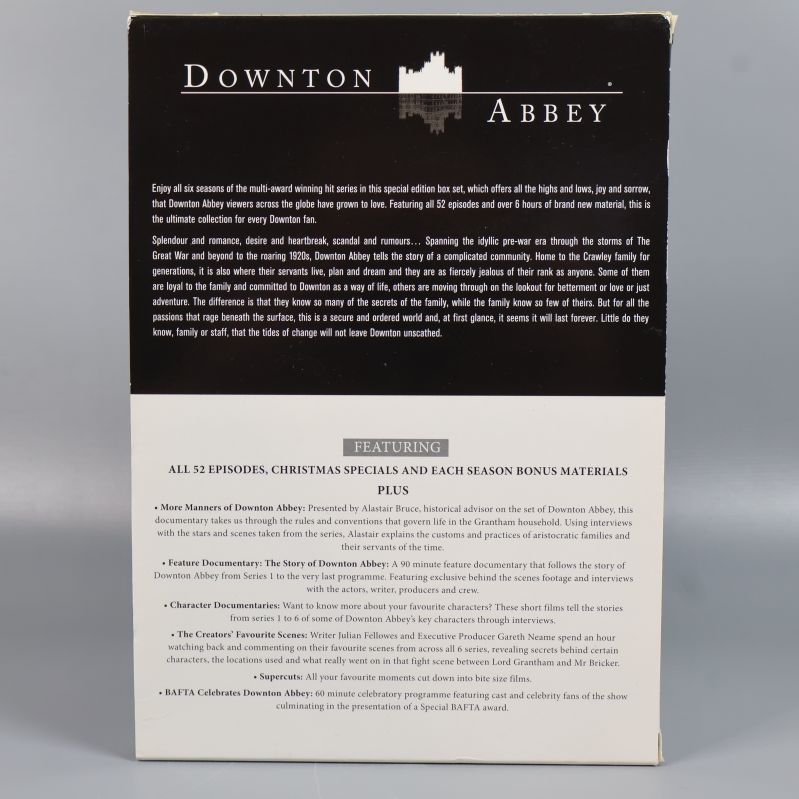 DOWNTON
ABBEY
Enjoy all six seasons of the multi-award winning hit series in this special edition box set, which offers all the highs and lows, joy and sorrow,
that Downton Abbey viewers across the globe have grown to love. Featuring all 52 episodes and over 6 hours of brand new material, this is
the ultimate collection for every Downton fan.
Splendour and romance, desire and heartbreak, scandal and rumours... Spanning the idyllic pre-war era through the storms of The
Great War and beyond to the roaring 1920s, Downton Abbey tells the story of a complicated community. Home to the Crawley family for
generations, it is also where their servants live, plan and dream and they are as fiercely jealous of their rank as anyone. Some of them
are loyal to the family and committed to Downton as a way of life, others are moving through on the lookout for betterment or love or just
adventure. The difference is that they know so many of the secrets of the family, while the family know so few of theirs. But for all the
passions that rage beneath the surface, this is a secure and ordered world and, at first glance, it seems it will last forever. Little do they
know, family or staff, that the tides of change will not leave Downton unscathed.
FEATURING
ALL 52 EPISODES, CHRISTMAS SPECIALS AND EACH SEASON BONUS MATERIALS
PLUS
• More Manners of Downton Abbey: Presented by Alastair Bruce, historical advisor on the set of Downton Abbey, this
documentary takes us through the rules and conventions that govern life in the Grantham household. Using interviews
with the stars and scenes taken from the series, Alastair explains the customs and practices of aristocratic families and
their servants of the time.
• Feature Documentary: The Story of Downton Abbey: A 90 minute feature documentary that follows the story of
Downton Abbey from Series 1 to the very last programme. Featuring exclusive behind the scenes footage and interviews
with the actors, writer, producers and crew.
• Character Documentaries: Want to know more about your favourite characters? These short films tell the stories
from series 1 to 6 of some of Downton Abbey's key characters through interviews.
• The Creators' Favourite Scenes: Writer Julian Fellowes and Executive Producer Gareth Neame spend an hour
watching back and commenting on their favourite scenes from across all 6 series, revealing secrets behind certain
characters, the locations used and what really went on in that fight scene between Lord Grantham and Mr Bricker.
• Supercuts: All your favourite moments cut down into bite size films.
• BAFTA Celebrates Downton Abbey: 60 minute celebratory programme featuring cast and celebrity fans of the show
culminating in the presentation of a Special BAFTA award.